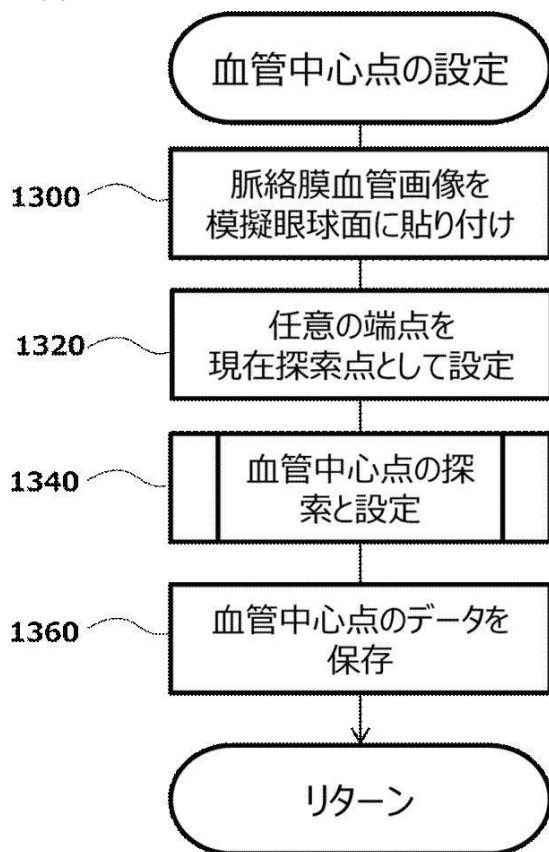 血管中心点の設定
1300
脈絡膜血管画像を
模擬眼球面に貼り付け
1320
任意の端点を
現在探索点として設定
1340
血管中心点の探
索と設定
1360
血管中心点のデータを
保存
リターン